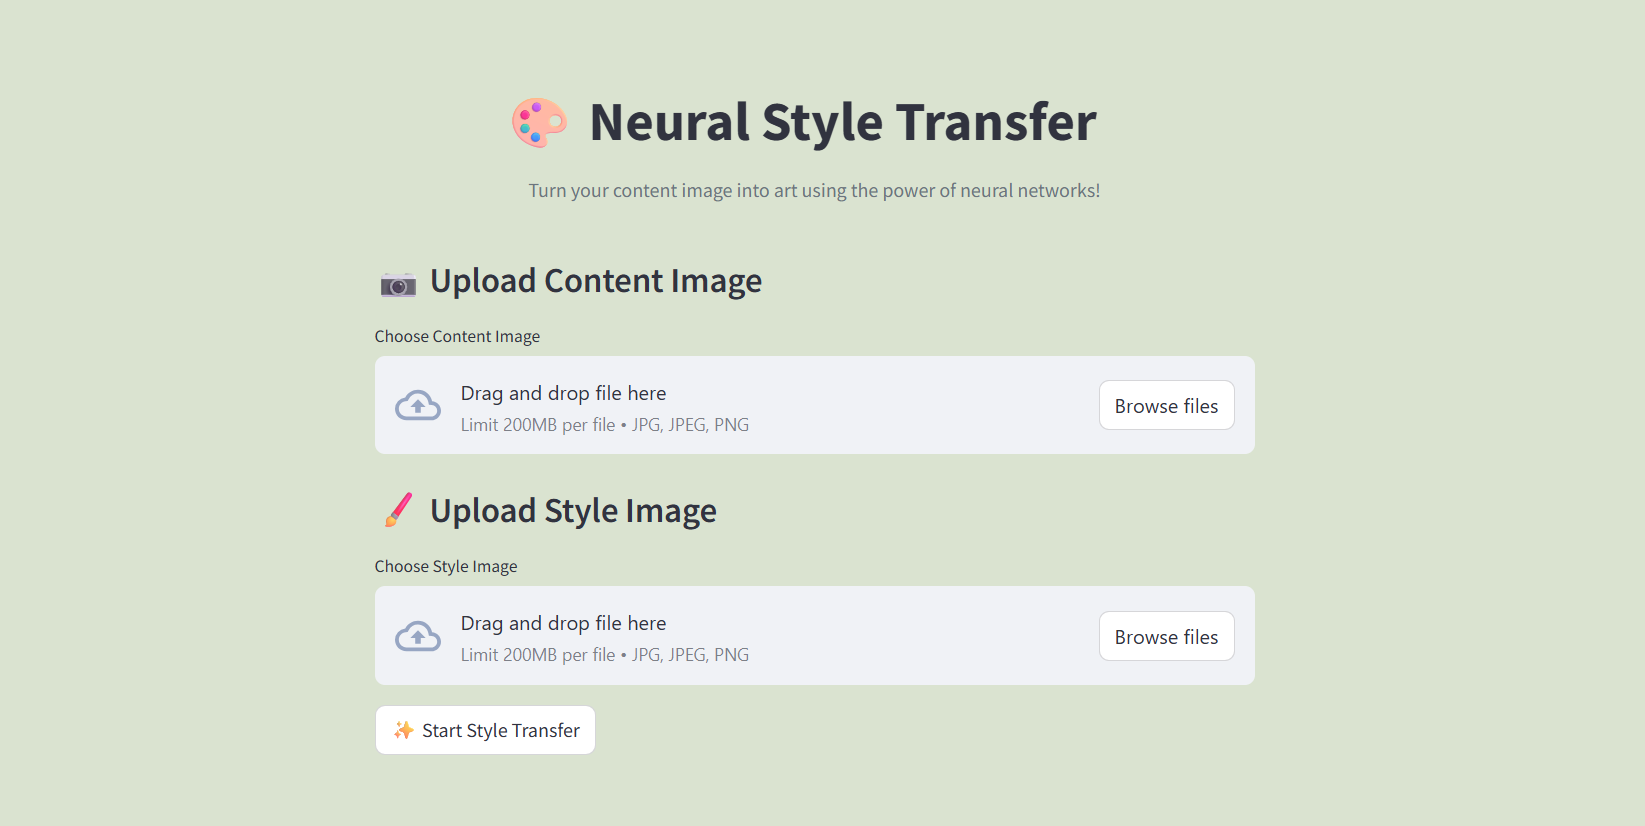 🎨 Neural Style Transfer
Turn your content image into art using the power of neural networks!
📷 Upload Content Image
Choose Content Image
Drag and drop file here
Limit 200MB per file • JPG, JPEG, PNG
Browse files
🖌️ Upload Style Image
Choose Style Image
Drag and drop file here
Limit 200MB per file • JPG, JPEG, PNG
Browse files
✨ Start Style Transfer